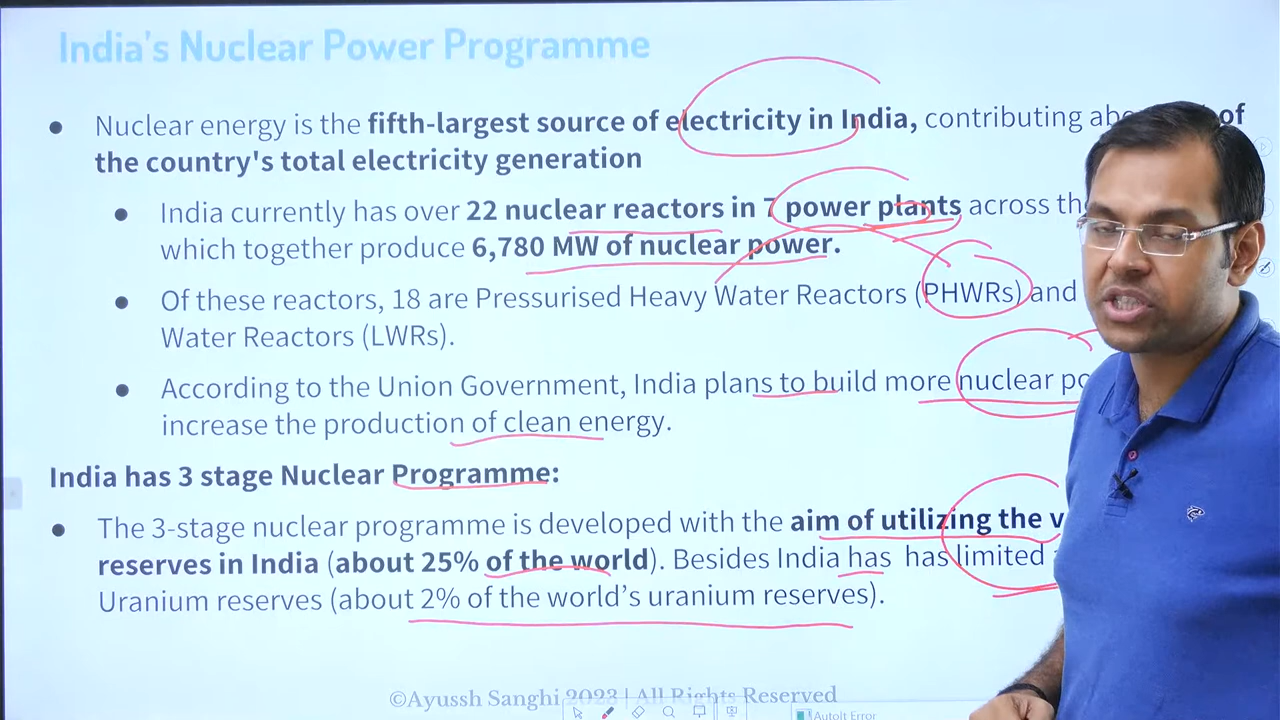 India's Nuclear Power Programme
● Nuclear energy is the fifth-largest source of electricity in India, contributing of
the country's total electricity generation
● India currently has over 22 nuclear reactors in 7 power plants across
which together produce 6,780 MW of nuclear power.
● Of these reactors, 18 are Pressurised Heavy Water Reactors (PHWRs) and
Water Reactors (LWRs).
● According to the Union Government, India plans to build more nuclear
increase the production of clean energy.
India has 3 stage Nuclear Programme:
● The 3-stage nuclear programme is developed with the aim of utilizing the
reserves in India (about 25% of the world). Besides India has has limited
Uranium reserves (about 2% of the world's uranium reserves).
©Ayussh Sanghi 2023 | All Rights Reserved
AutoIt Error